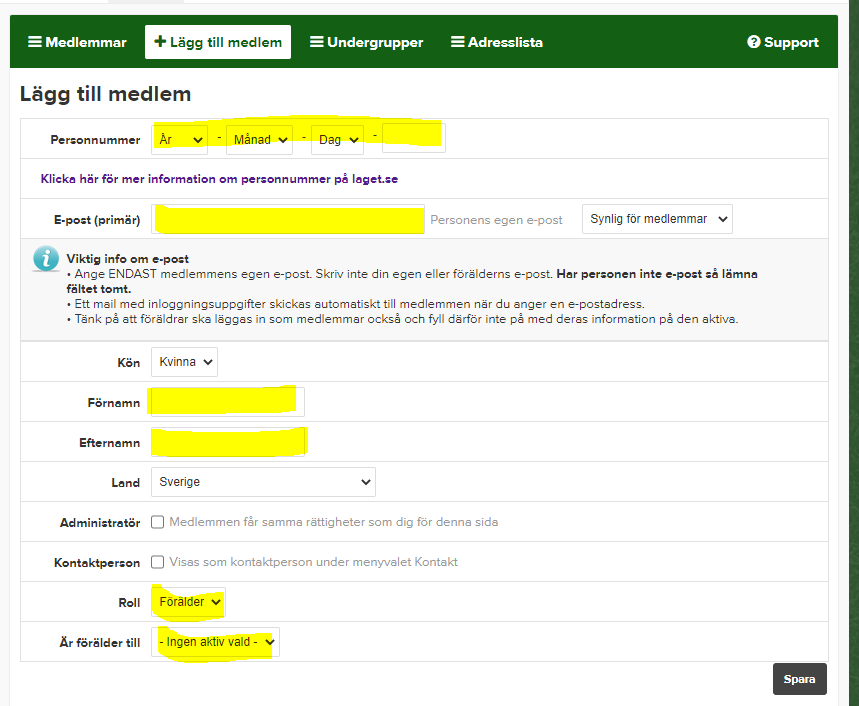 Medlemmar + Lägg till medlem Undergrupper Adresslista ? Support
Lägg till medlem
Personnummer År - Månad - Dag -
Klicka här för mer information om personnummer på laget.se
E-post (primär) Personens egen e-post Synlig för medlemmar
i Viktig info om e-post
• Ange ENDAST medlemmens egen e-post. Skriv inte din egen eller förälderns e-post. Har personen inte e-post så lämna
fältet tomt.
• Ett mail med inloggningsuppgifter skickas automatiskt till medlemmen när du anger en e-postadress.
• Tänk på att föräldrar ska läggas in som medlemmar också och fyll därför inte på med deras information på den aktiva.
Kön Kvinna
Förnamn
Efternamn
Land Sverige
Administratör Medlemmen får samma rättigheter som dig för denna sida
Kontaktperson Visas som kontaktperson under menyvalet Kontakt
Roll Förälder
Är förälder till - Ingen aktiv vald -
Spara